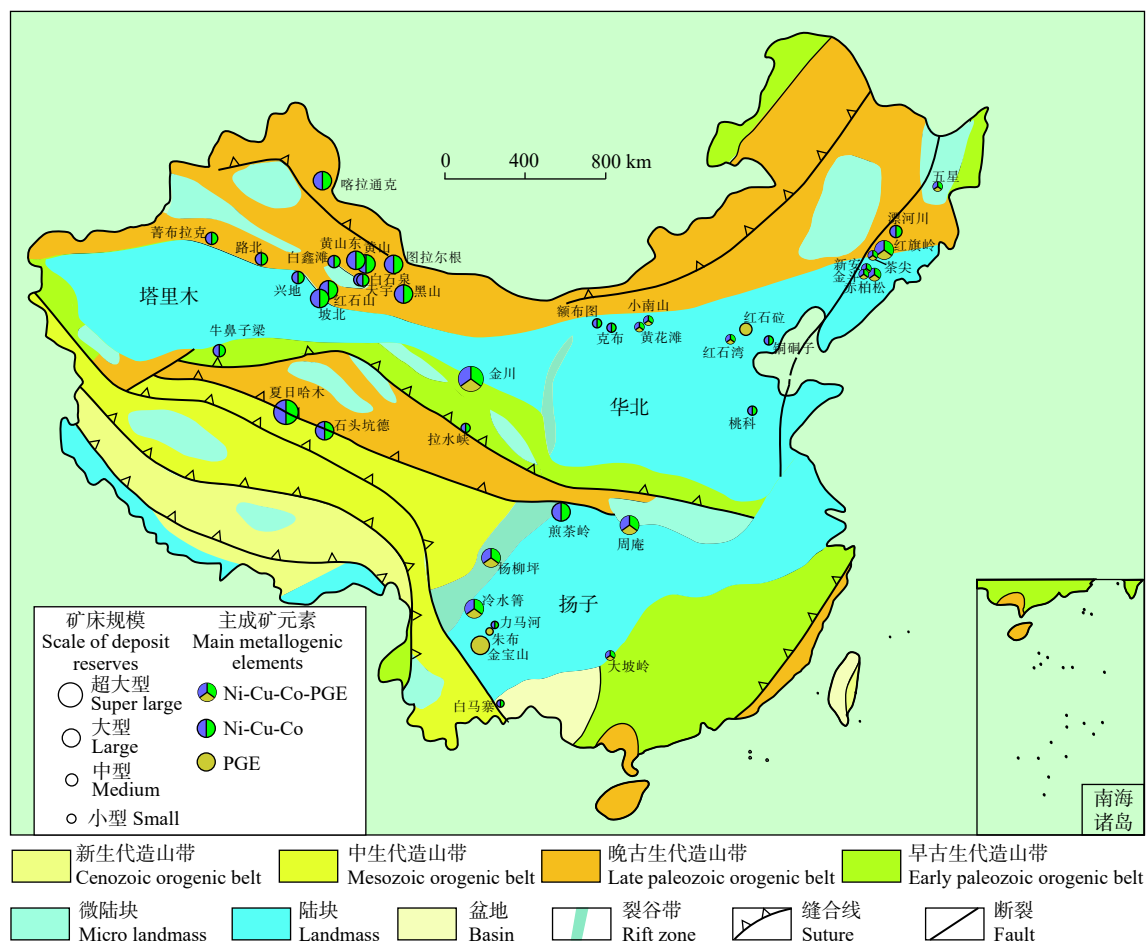 0 400 800 km
喀拉通克
五星
漂河川
红旗岭
菁布拉克
路北
白鑫滩
黄山东
黄山
图拉尔根
兴地
白石泉
天宇
黑山
红石山
坡北
新安
茶尖
赤柏松
塔里木
额布图
克布
小南山
黄花滩
红石砬
红石湾
牛鼻子梁
金川
华北
桃科
夏日哈木
石头坑德
拉水峡
煎茶岭
周庵
杨柳坪
扬子
冷水箐
力马河
朱布
金宝山
大坡岭
白马寨
矿床规模
Scale of deposit
reserves
超大型
Super large
大型
Large
中型
Medium
小型 Small
主成矿元素
Main metallogenic
elements
Ni-Cu-Co-PGE
Ni-Cu-Co
PGE
南海
诸岛
新生代造山带
Cenozoic orogenic belt
中生代造山带
Mesozoic orogenic belt
晚古生代造山带
Late paleozoic orogenic belt
早古生代造山带
Early paleozoic orogenic belt
微陆块
Micro landmass
陆块
Landmass
盆地
Basin
裂谷带
Rift zone
缝合线
Suture
断裂
Fault